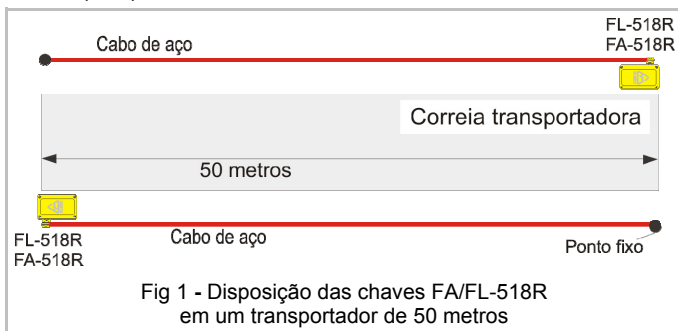 FL-518R
FA-518R
Cabo de aço
Correia transportadora
50 metros
FL-518R
FA-518R
Cabo de aço
Ponto fixo
Fig 1 - Disposição das chaves FA/FL-518R
em um transportador de 50 metros